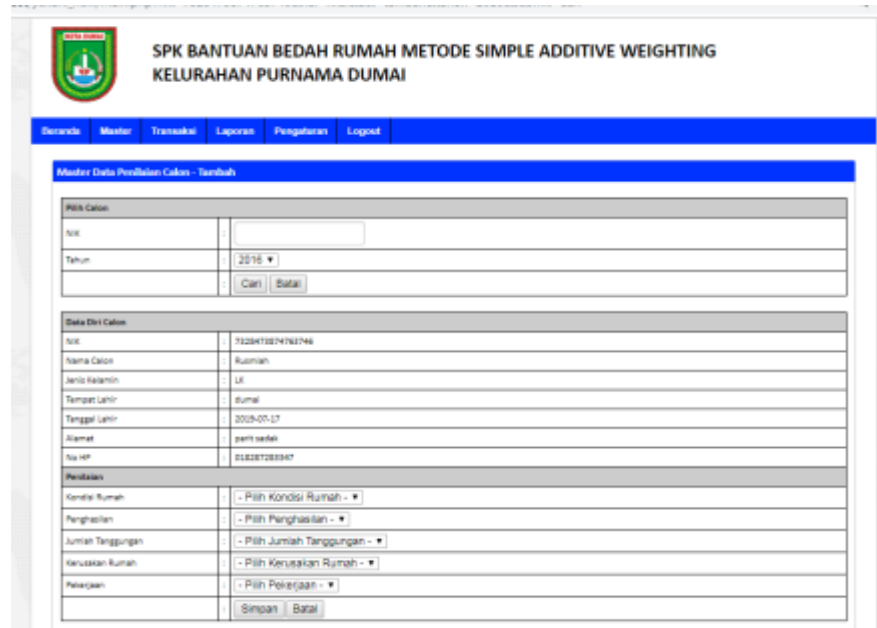 SPK BANTUAN BEDAH RUMAH METODE SIMPLE ADDITIVE WEIGHTING
KELURAHAN PURNAMA DUMAI
Beranda Master Transaksi Laporan Pengaturan Logout
Master Data Penilaian Calon - Tambah
Pilih Calon
NIK :
Tahun : 2016
: Cari Batal
Data Diri Calon
NIK :
Nama Calon : Rusmiah
Jenis Kelamin : LK
Tempat Lahir : dumai
Tanggal Lahir : 2019-07-17
Alamat : parit sadak
No HP :
Penilaian
Kondisi Rumah : - Pilih Kondisi Rumah -
Penghasilan : - Pilih Penghasilan -
Jumlah Tanggungan : - Pilih Jumlah Tanggungan -
Kerusakan Rumah : - Pilih Kerusakan Rumah -
Pekerjaan : - Pilih Pekerjaan -
: Simpan Batal